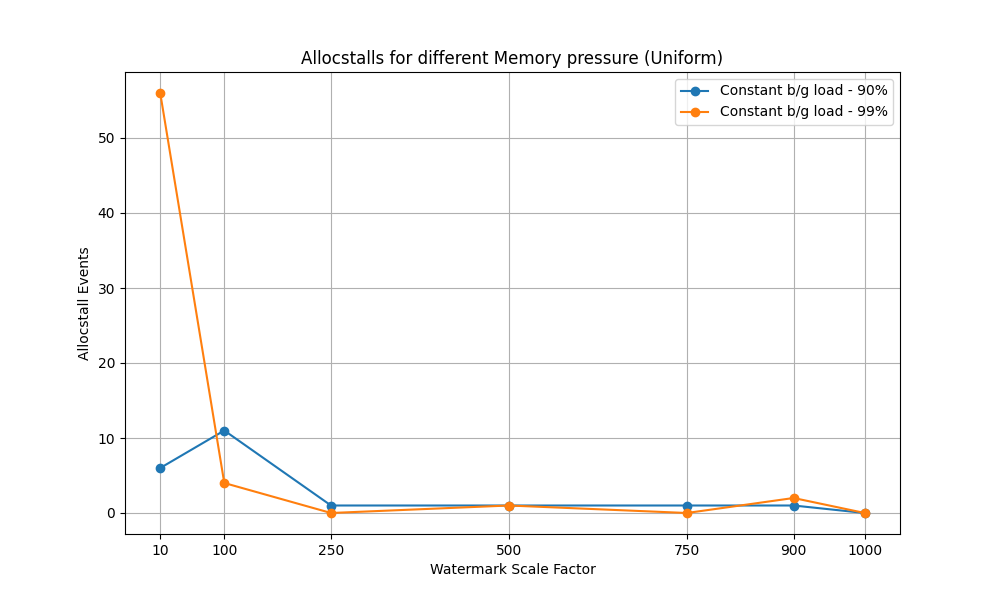 Allocstalls for different Memory pressure (Uniform)
Constant b/g load - 90%
Constant b/g load - 99%
Allocstall Events
50
40
30
20
10
0
10 100 250 500 750 900 1000
Watermark Scale Factor